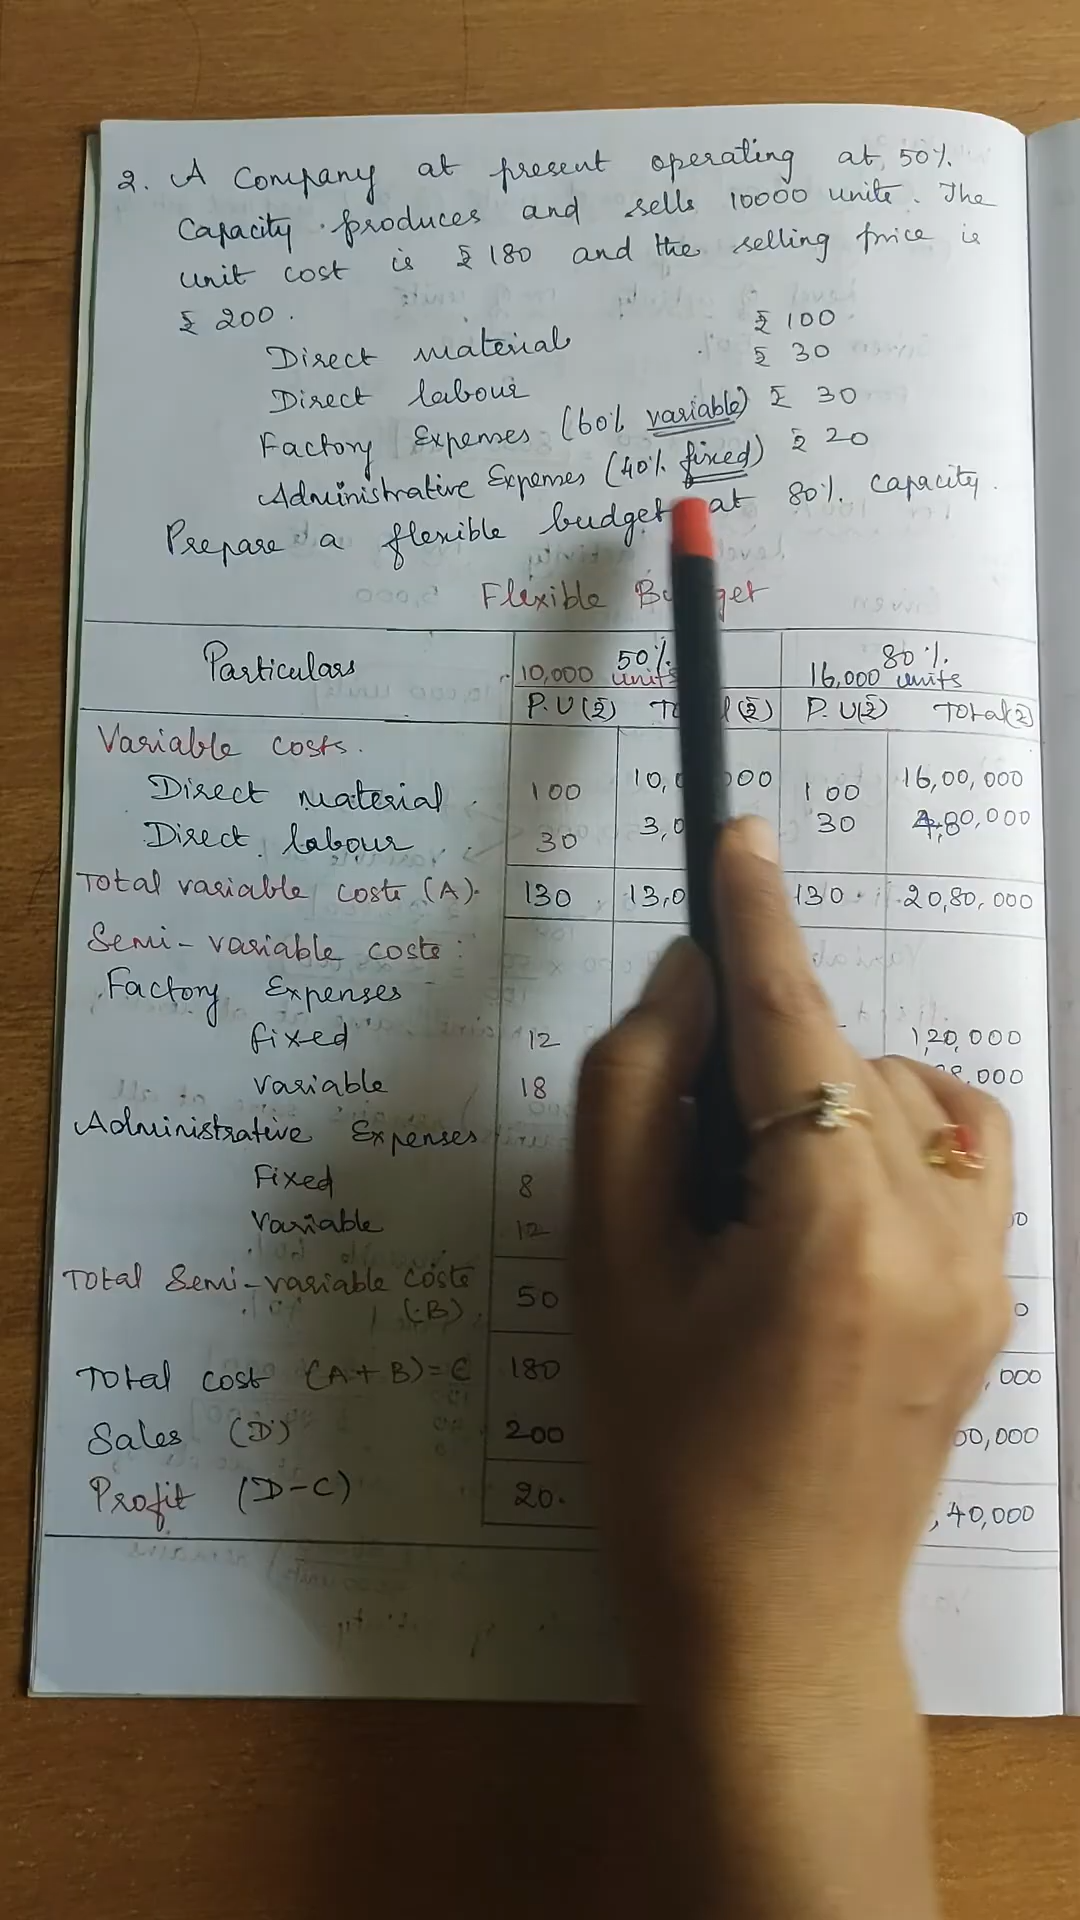 2. A Company at present operating at 50%.
Capacity produces and sells 10000 units. The
unit cost is ₹ 180 and the selling price is
₹ 200.
Direct material ₹ 100
Direct labour ₹ 30
Factory Expenses (60% variable) ₹ 30
Administrative Expenses (40% fixed) ₹ 20
Prepare a flexible budget at 80% capacity.
Flexible
Particulars 50% 80%.
10,000 units 16,000 units
P.U(₹) P.U(₹) Total(₹)
Variable costs.
Direct material 100 100 16,00,000
Direct labour 30 30 4,80,000
Total variable costs (A). 130 130 20,80,000
Semi-variable costs:
Factory Expenses
fixed 12 1,20,000
variable 18
Administrative Expenses
Fixed 8
Variable 12
Total Semi-variable costs
(B) 50
Total cost (A+B)=C 180
Sales (D) 200
Profit (D-C) 20.